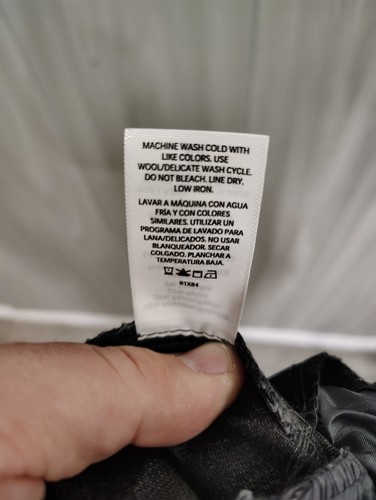 MACHINE WASH COLD WITH
LIKE COLORS. USE
WOOL/DELICATE WASH CYCLE.
DO NOT BLEACH. LINE DRY,
LOW IRON.
LAVAR A MÁQUINA CON AGUA
FRÍA Y CON COLORES
SIMILARES. UTILIZAR UN
PROGRAMA DE LAVADO PARA
LANA/DELICADOS. NO USAR
BLANQUEADOR. SECAR
COLGADO. PLANCHAR A
TEMPERATURA BAJA.
91X84